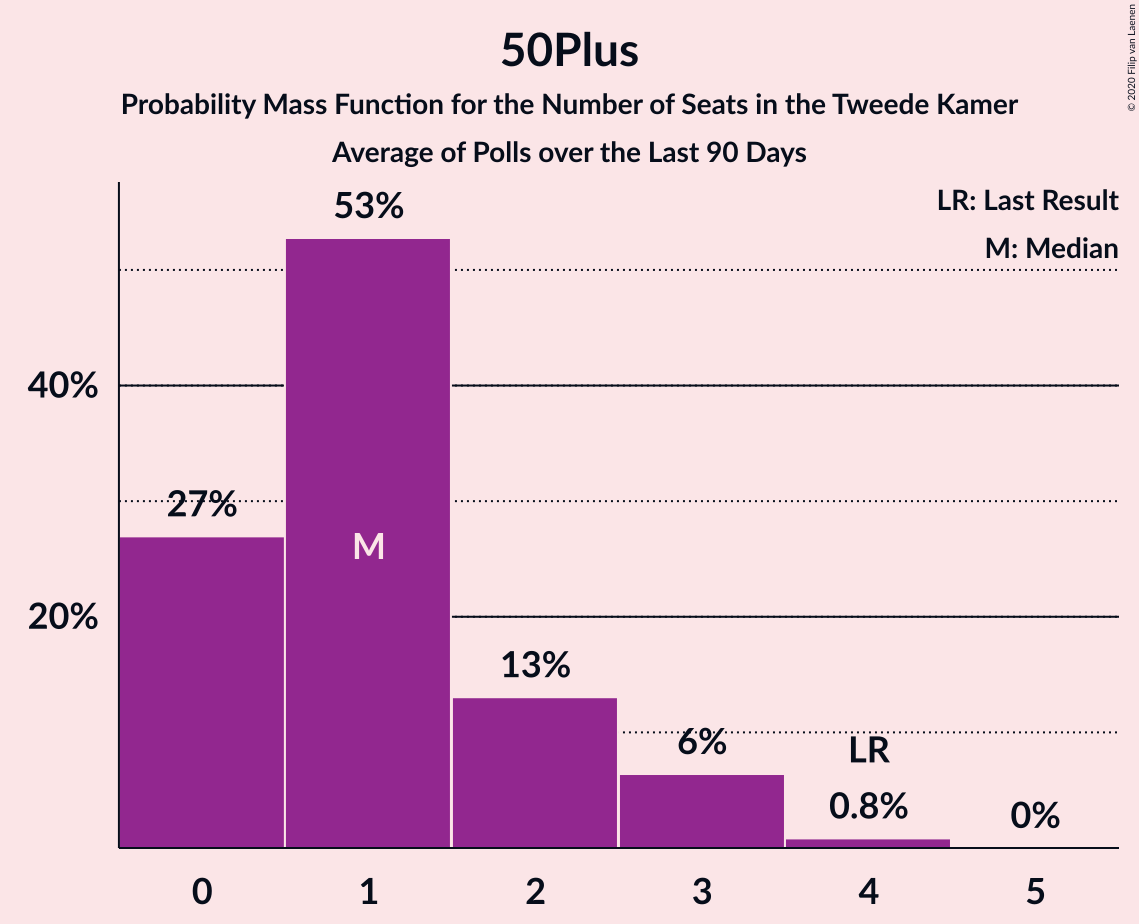 50Plus
Probability Mass Function for the Number of Seats in the Tweede Kamer
Average of Polls over the Last 90 Days
© 2020 Filip van Laenen
LR: Last Result
M: Median
53%
40%
27%
M
20%
13%
6%
LR
0.8%
0%
0 1 2 3 4 5